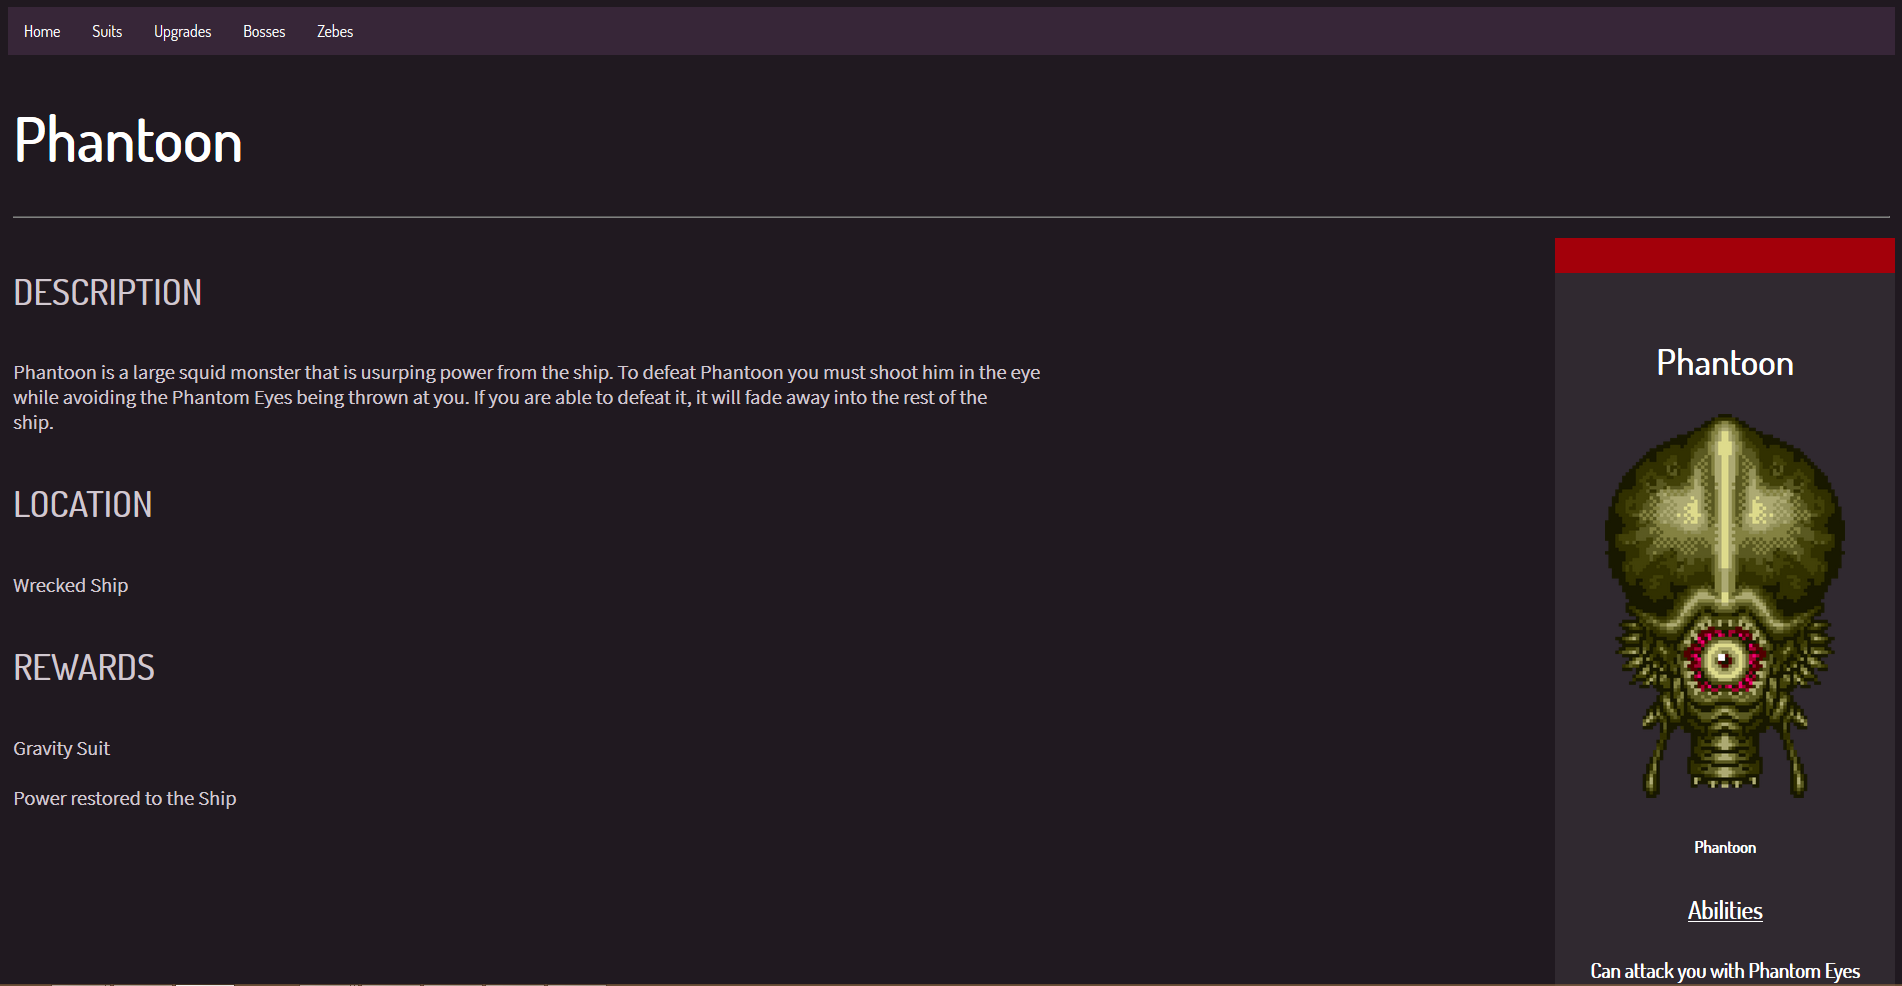 Home Suits Upgrades Bosses Zebes
Phantoon
DESCRIPTION
Phantoon is a large squid monster that is usurping power from the ship. To defeat Phantoon you must shoot him in the eye
while avoiding the Phantom Eyes being thrown at you. If you are able to defeat it, it will fade away into the rest of the
ship.
LOCATION
Wrecked Ship
REWARDS
Gravity Suit
Power restored to the Ship
Phantoon
Phantoon
Abilities
Can attack you with Phantom Eyes